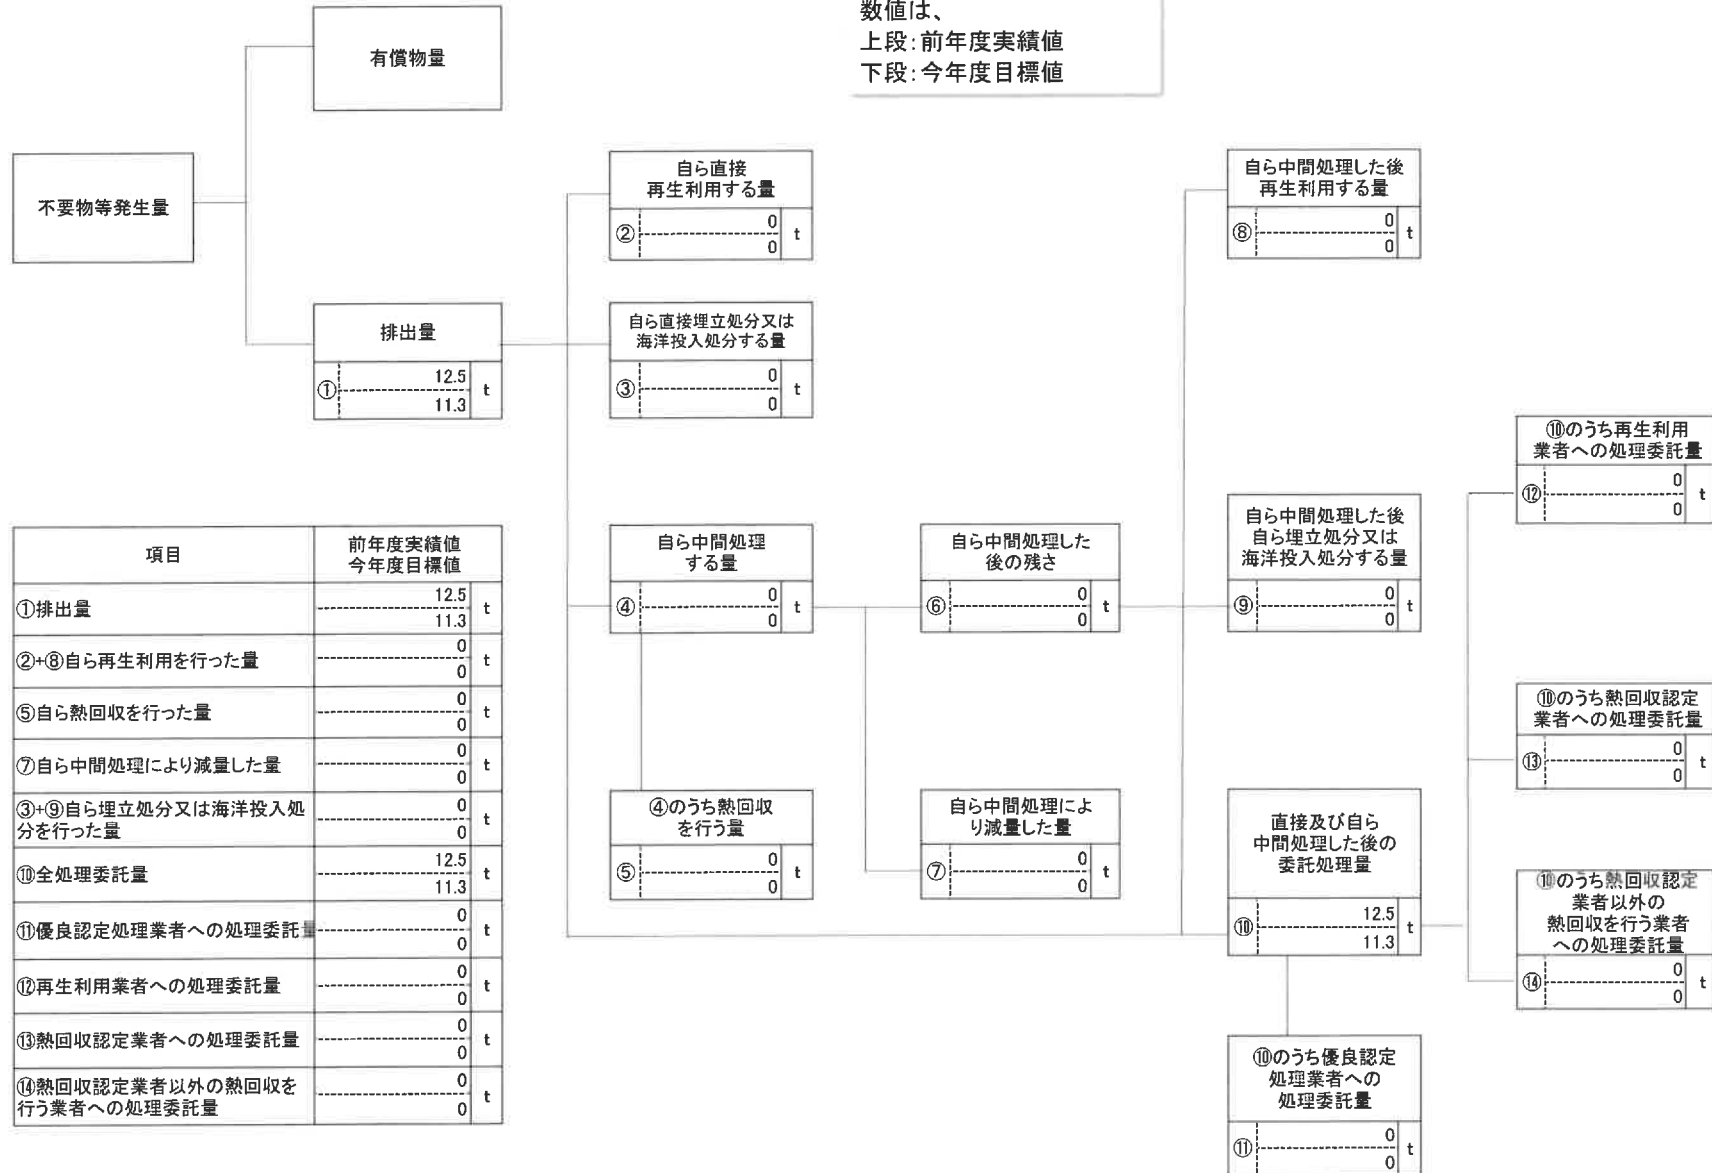 数値は、
上段:前年度実績値
下段:今年度目標値
有償物量
不要物等発生量
排出量
① 12.5 t
11.3
自ら直接
再生利用する量
② 0 t
0
自ら直接埋立処分又は
海洋投入処分する量
③ 0 t
0
自ら中間処理
する量
④ 0 t
0
④のうち熱回収
を行う量
⑤ 0 t
0
自ら中間処理した
後の残さ
⑥ 0 t
0
自ら中間処理によ
り減量した量
⑦ 0 t
0
自ら中間処理した後
再生利用する量
⑧ 0 t
0
自ら中間処理した後
自ら埋立処分又は
海洋投入処分する量
⑨ 0 t
0
直接及び自ら
中間処理した後の
委託処理量
⑩ 12.5 t
11.3
⑩のうち優良認定
処理業者への
処理委託量
⑪ 0 t
0
⑩のうち再生利用
業者への処理委託量
⑫ 0 t
0
⑩のうち熱回収認定
業者への処理委託量
⑬ 0 t
0
⑩のうち熱回収認定
業者以外の
熱回収を行う業者
への処理委託量
⑭ 0 t
0
項目 前年度実績値
今年度目標値
①排出量 12.5 t
11.3
②+⑧自ら再生利用を行った量 0 t
0
⑤自ら熱回収を行った量 0 t
0
⑦自ら中間処理により減量した量 0 t
0
③+⑨自ら埋立処分又は海洋投入処
分を行った量 0 t
0
⑩全処理委託量 12.5 t
11.3
⑪優良認定処理業者への処理委託量 0 t
0
⑫再生利用業者への処理委託量 0 t
0
⑬熱回収認定業者への処理委託量 0 t
0
⑭熱回収認定業者以外の熱回収を
行う業者への処理委託量 0 t
0